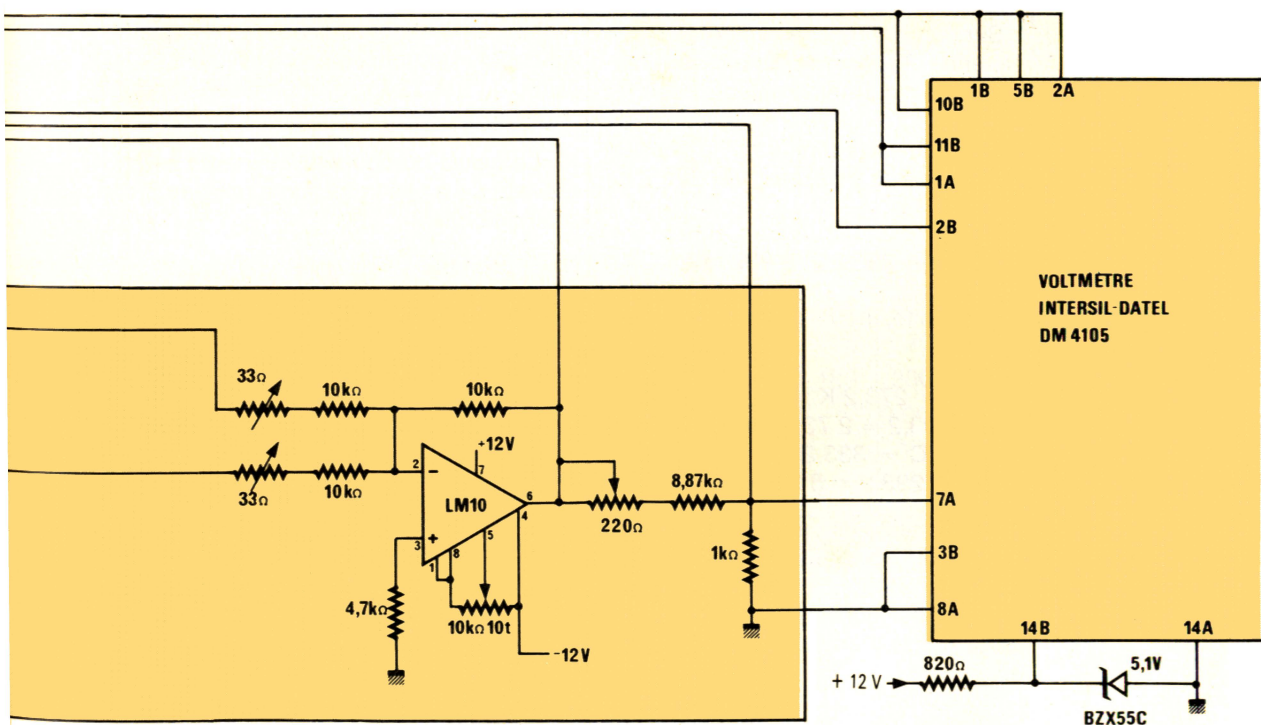 1B 5B 2A
10B
11B
1A
2B
VOLTMÈTRE
INTERSIL-DATEL
DM 4105
33Ω 10kΩ 10kΩ
+12V
2 − 7
33Ω 10kΩ
LM10 6
4
8,87kΩ
220Ω
7A
3 + 8 5
1
1kΩ
3B
4,7kΩ
10kΩ 10t
8A
−12V
14B 14A
820Ω 5,1V
+ 12 V
BZX55C